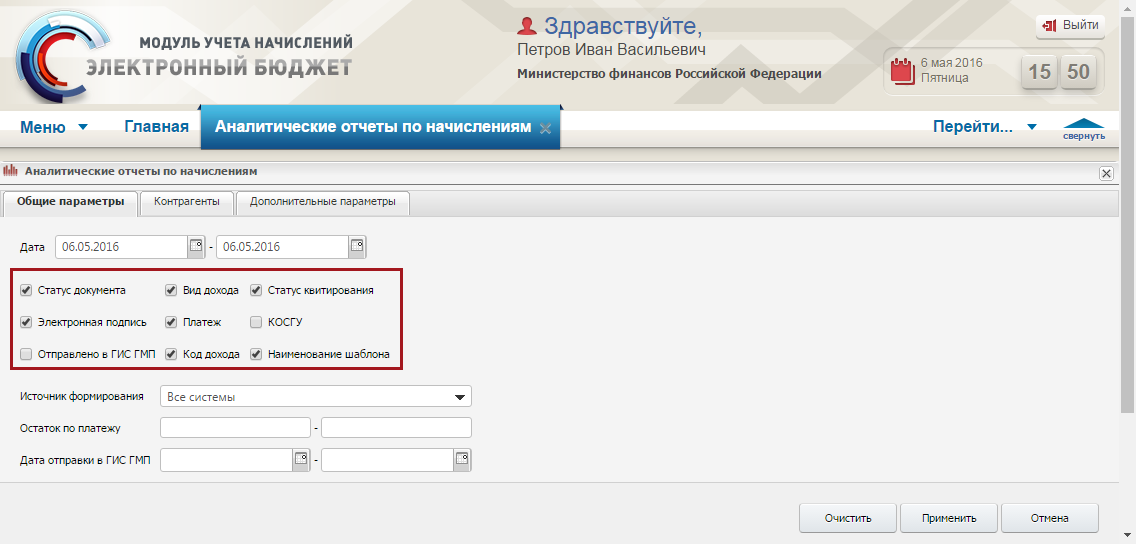 МОДУЛЬ УЧЕТА НАЧИСЛЕНИЙ
ЭЛЕКТРОННЫЙ БЮДЖЕТ
Здравствуйте,
Петров Иван Васильевич
Министерство финансов Российской Федерации
Выйти
6 мая 2016
Пятница
15 50
Меню Главная Аналитические отчеты по начислениям Перейти...
свернуть
Аналитические отчеты по начислениям
Общие параметры Контрагенты Дополнительные параметры
Дата 06.05.2016 - 06.05.2016
Статус документа Вид дохода Статус квитирования
Электронная подпись Платеж КОСГУ
Отправлено в ГИС ГМП Код дохода Наименование шаблона
Источник формирования Все системы
Остаток по платежу -
Дата отправки в ГИС ГМП -
Очистить Применить Отмена